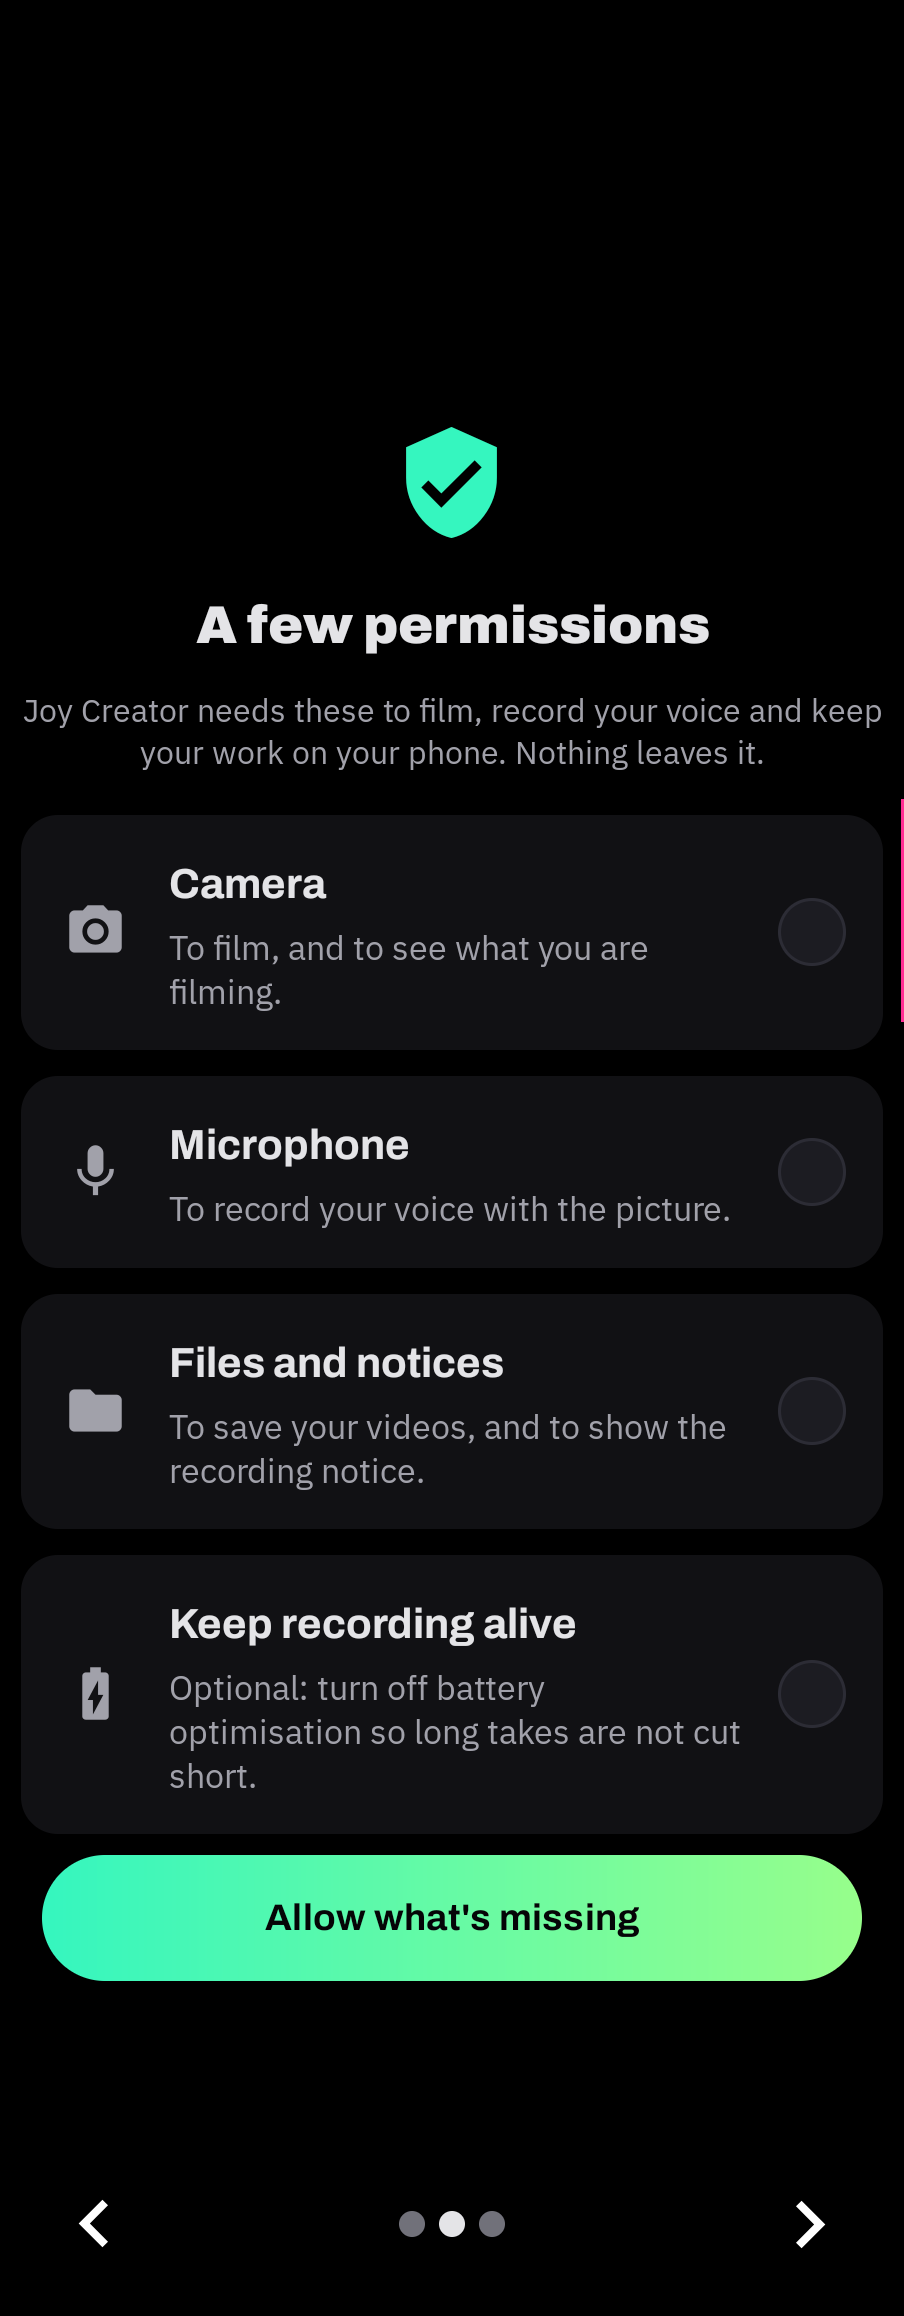 A few permissions
Joy Creator needs these to film, record your voice and keep
your work on your phone. Nothing leaves it.
Camera
To film, and to see what you are
filming.
Microphone
To record your voice with the picture.
Files and notices
To save your videos, and to show the
recording notice.
Keep recording alive
Optional: turn off battery
optimisation so long takes are not cut
short.
Allow what's missing